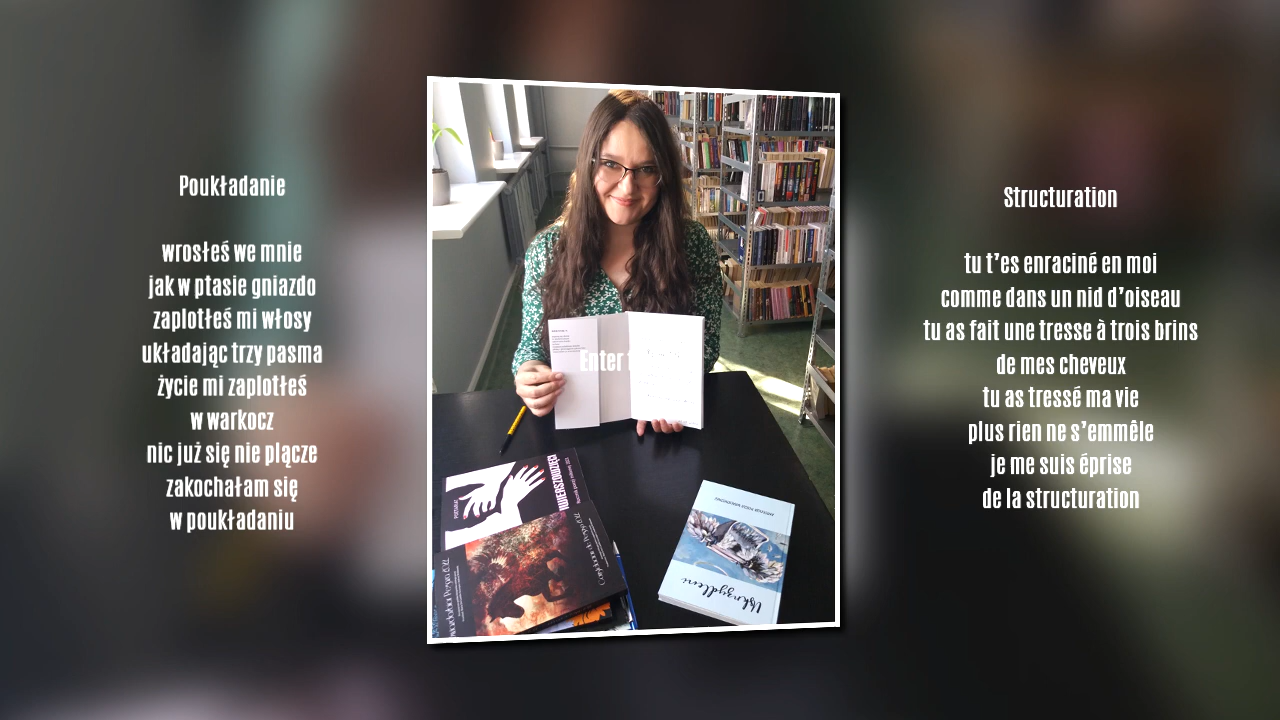 Poukładanie
wrosłeś we mnie
jak w ptasie gniazdo
zaplotłeś mi włosy
układając trzy pasma
życie mi zaplotłeś
w warkocz
nic już się nie plącze
zakochałam się
w poukładaniu
Enter
WIERSZOBDZIĘCI
Uskrzydleni
Structuration
tu t’es enraciné en moi
comme dans un nid d’oiseau
tu as fait une tresse à trois brins
de mes cheveux
tu as tressé ma vie
plus rien ne s’emmêle
je me suis éprise
de la structuration